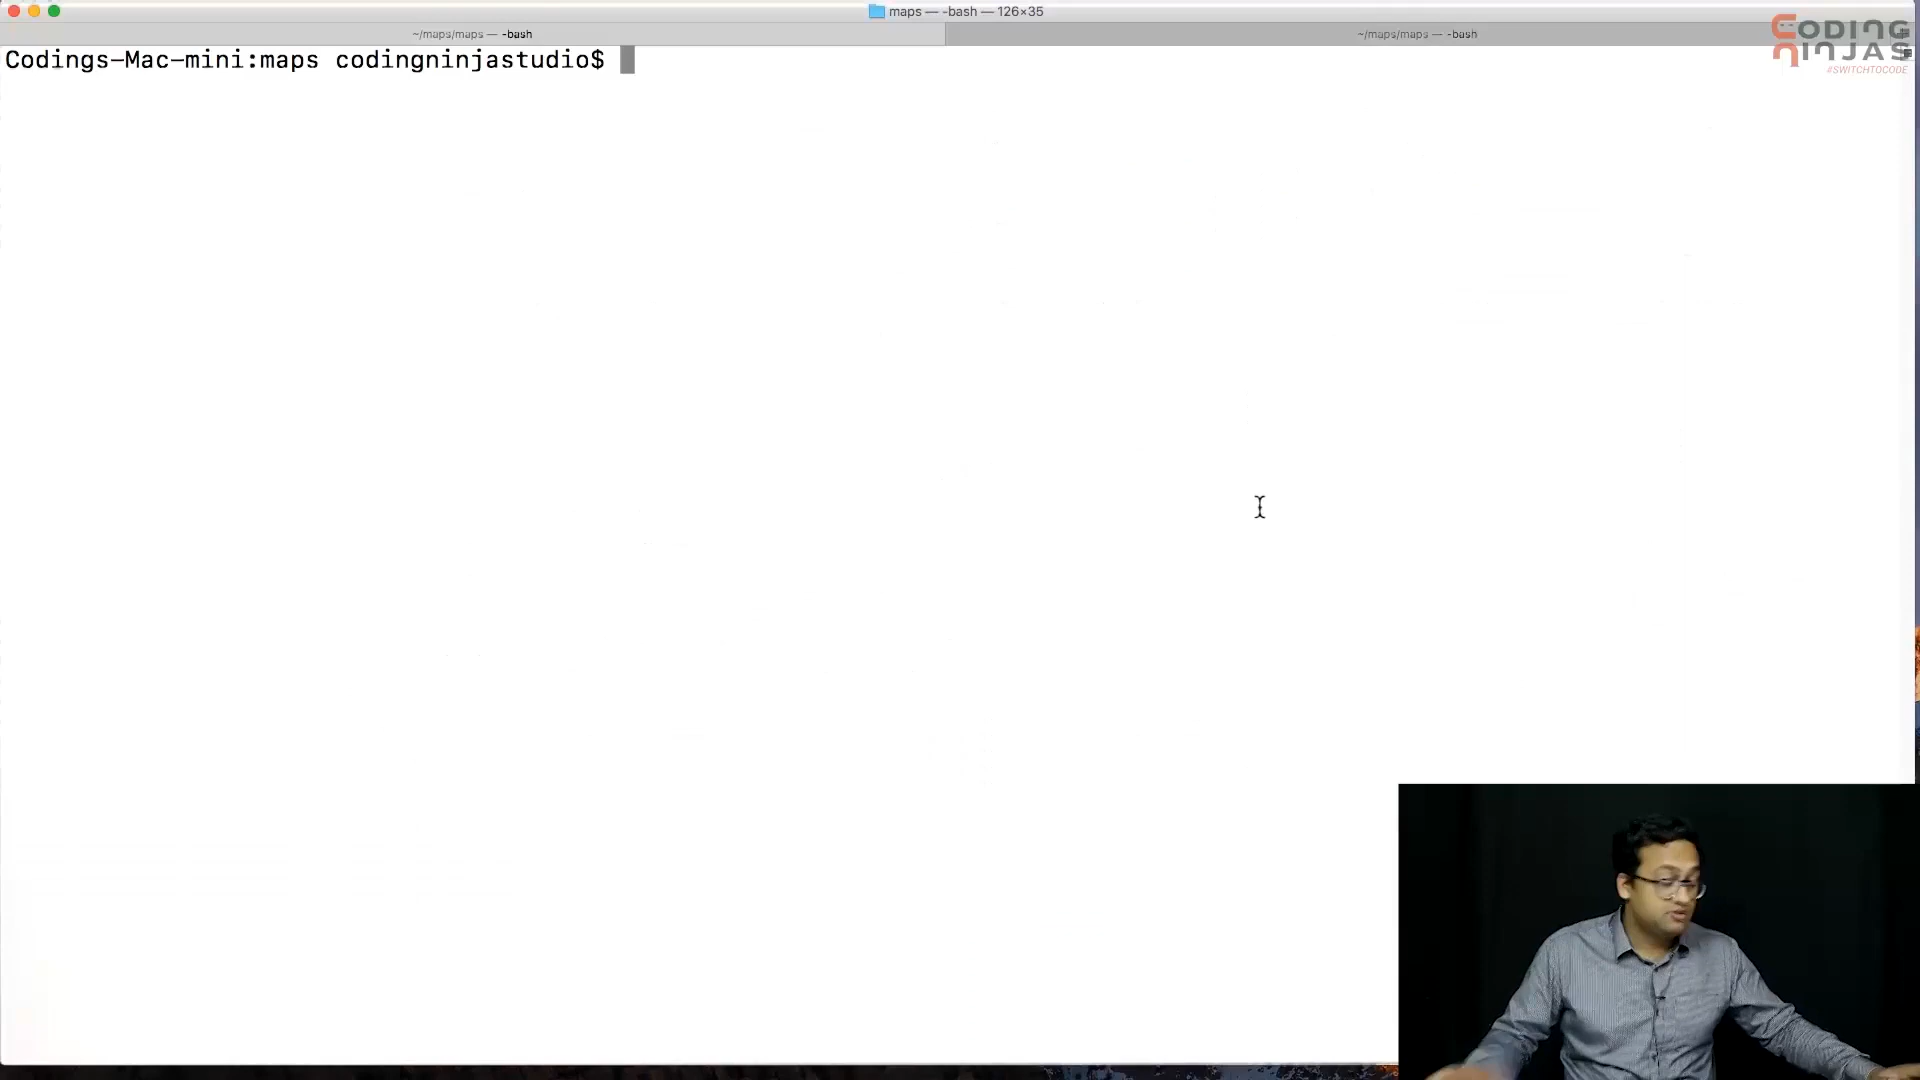 maps — -bash — 126×35
~/maps/maps — -bash
~/maps/maps — -bash
CODING
NINJAS
#SWITCHTOCODE
Codings-Mac-mini:maps codingninjastudio$